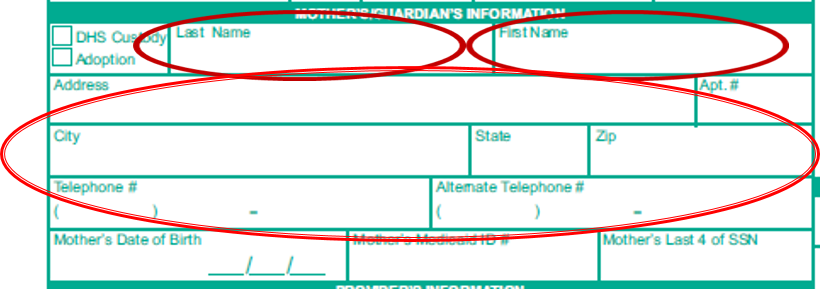 MOTHER'S/GUARDIAN'S INFORMATION
DHS Custody Last Name First Name
Adoption
Address Apt. #
City State Zip
Telephone # Alternate Telephone #
( ) – ( ) –
Mother's Date of Birth Mother's Medicaid ID # Mother's Last 4 of SSN
___/___/___
PROVIDER'S INFORMATION